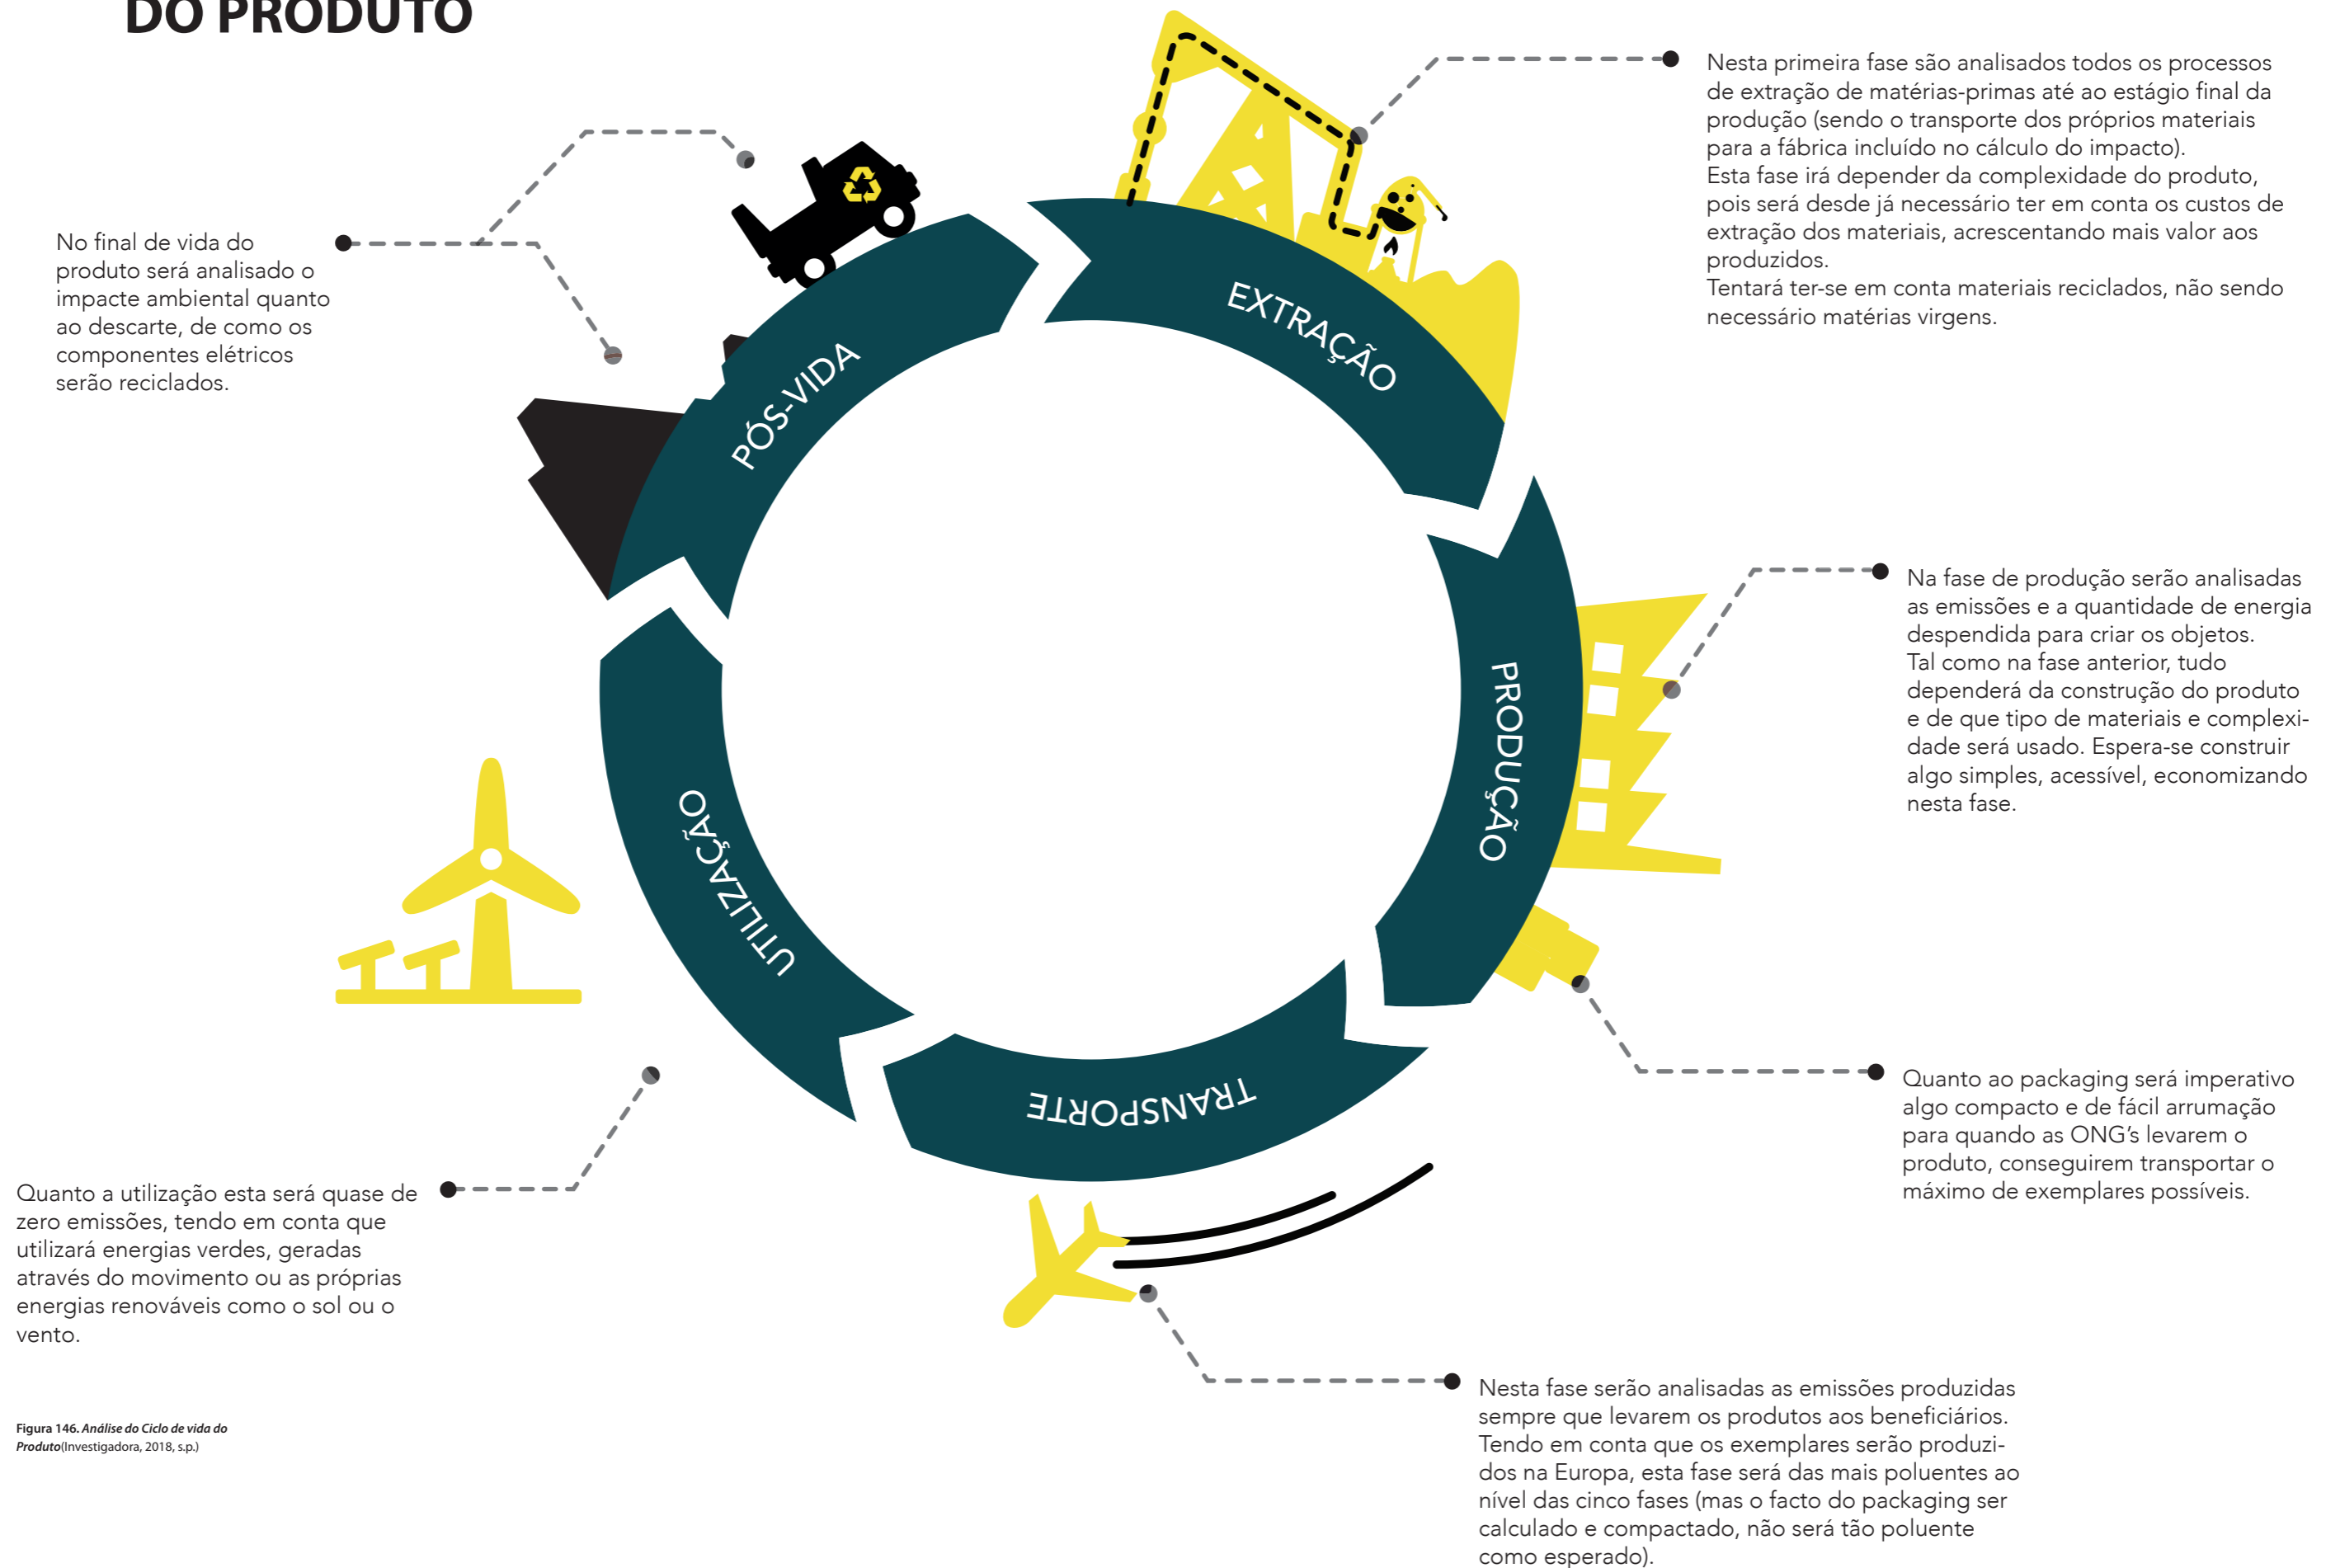 DO PRODUTO
Nesta primeira fase são analisados todos os processos
de extração de matérias-primas até ao estágio final da
produção (sendo o transporte dos próprios materiais
para a fábrica incluído no cálculo do impacto).
Esta fase irá depender da complexidade do produto,
pois será desde já necessário ter em conta os custos de
extração dos materiais, acrescentando mais valor aos
produzidos.
Tentará ter-se em conta materiais reciclados, não sendo
necessário matérias virgens.
No final de vida do
produto será analisado o
impacte ambiental quanto
ao descarte, de como os
componentes elétricos
serão reciclados.
EXTRAÇÃO
PÓS-VIDA
PRODUÇÃO
UTILIZAÇÃO
TRANSPORTE
Na fase de produção serão analisadas
as emissões e a quantidade de energia
despendida para criar os objetos.
Tal como na fase anterior, tudo
dependerá da construção do produto
e de que tipo de materiais e complexi-
dade será usado. Espera-se construir
algo simples, acessível, economizando
nesta fase.
Quanto ao packaging será imperativo
algo compacto e de fácil arrumação
para quando as ONG's levarem o
produto, conseguirem transportar o
máximo de exemplares possíveis.
Quanto a utilização esta será quase de
zero emissões, tendo em conta que
utilizará energias verdes, geradas
através do movimento ou as próprias
energias renováveis como o sol ou o
vento.
Nesta fase serão analisadas as emissões produzidas
sempre que levarem os produtos aos beneficiários.
Tendo em conta que os exemplares serão produzi-
dos na Europa, esta fase será das mais poluentes ao
nível das cinco fases (mas o facto do packaging ser
calculado e compactado, não será tão poluente
como esperado).
Figura 146. Análise do Ciclo de vida do
Produto(Investigadora, 2018, s.p.)